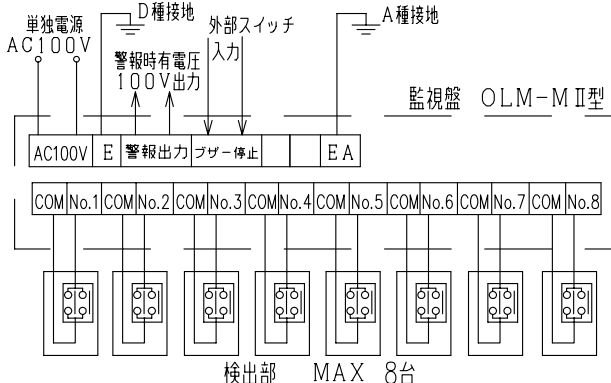 単独電源
AC100V
D種接地
警報時有電圧
100V出力
外部スイッチ
入力
A種接地
監視盤 OLM-MⅡ型
AC100V E 警報出力 ブザー停止 EA
COM No.1 COM No.2 COM No.3 COM No.4 COM No.5 COM No.6 COM No.7 COM No.8
検出部 MAX 8台